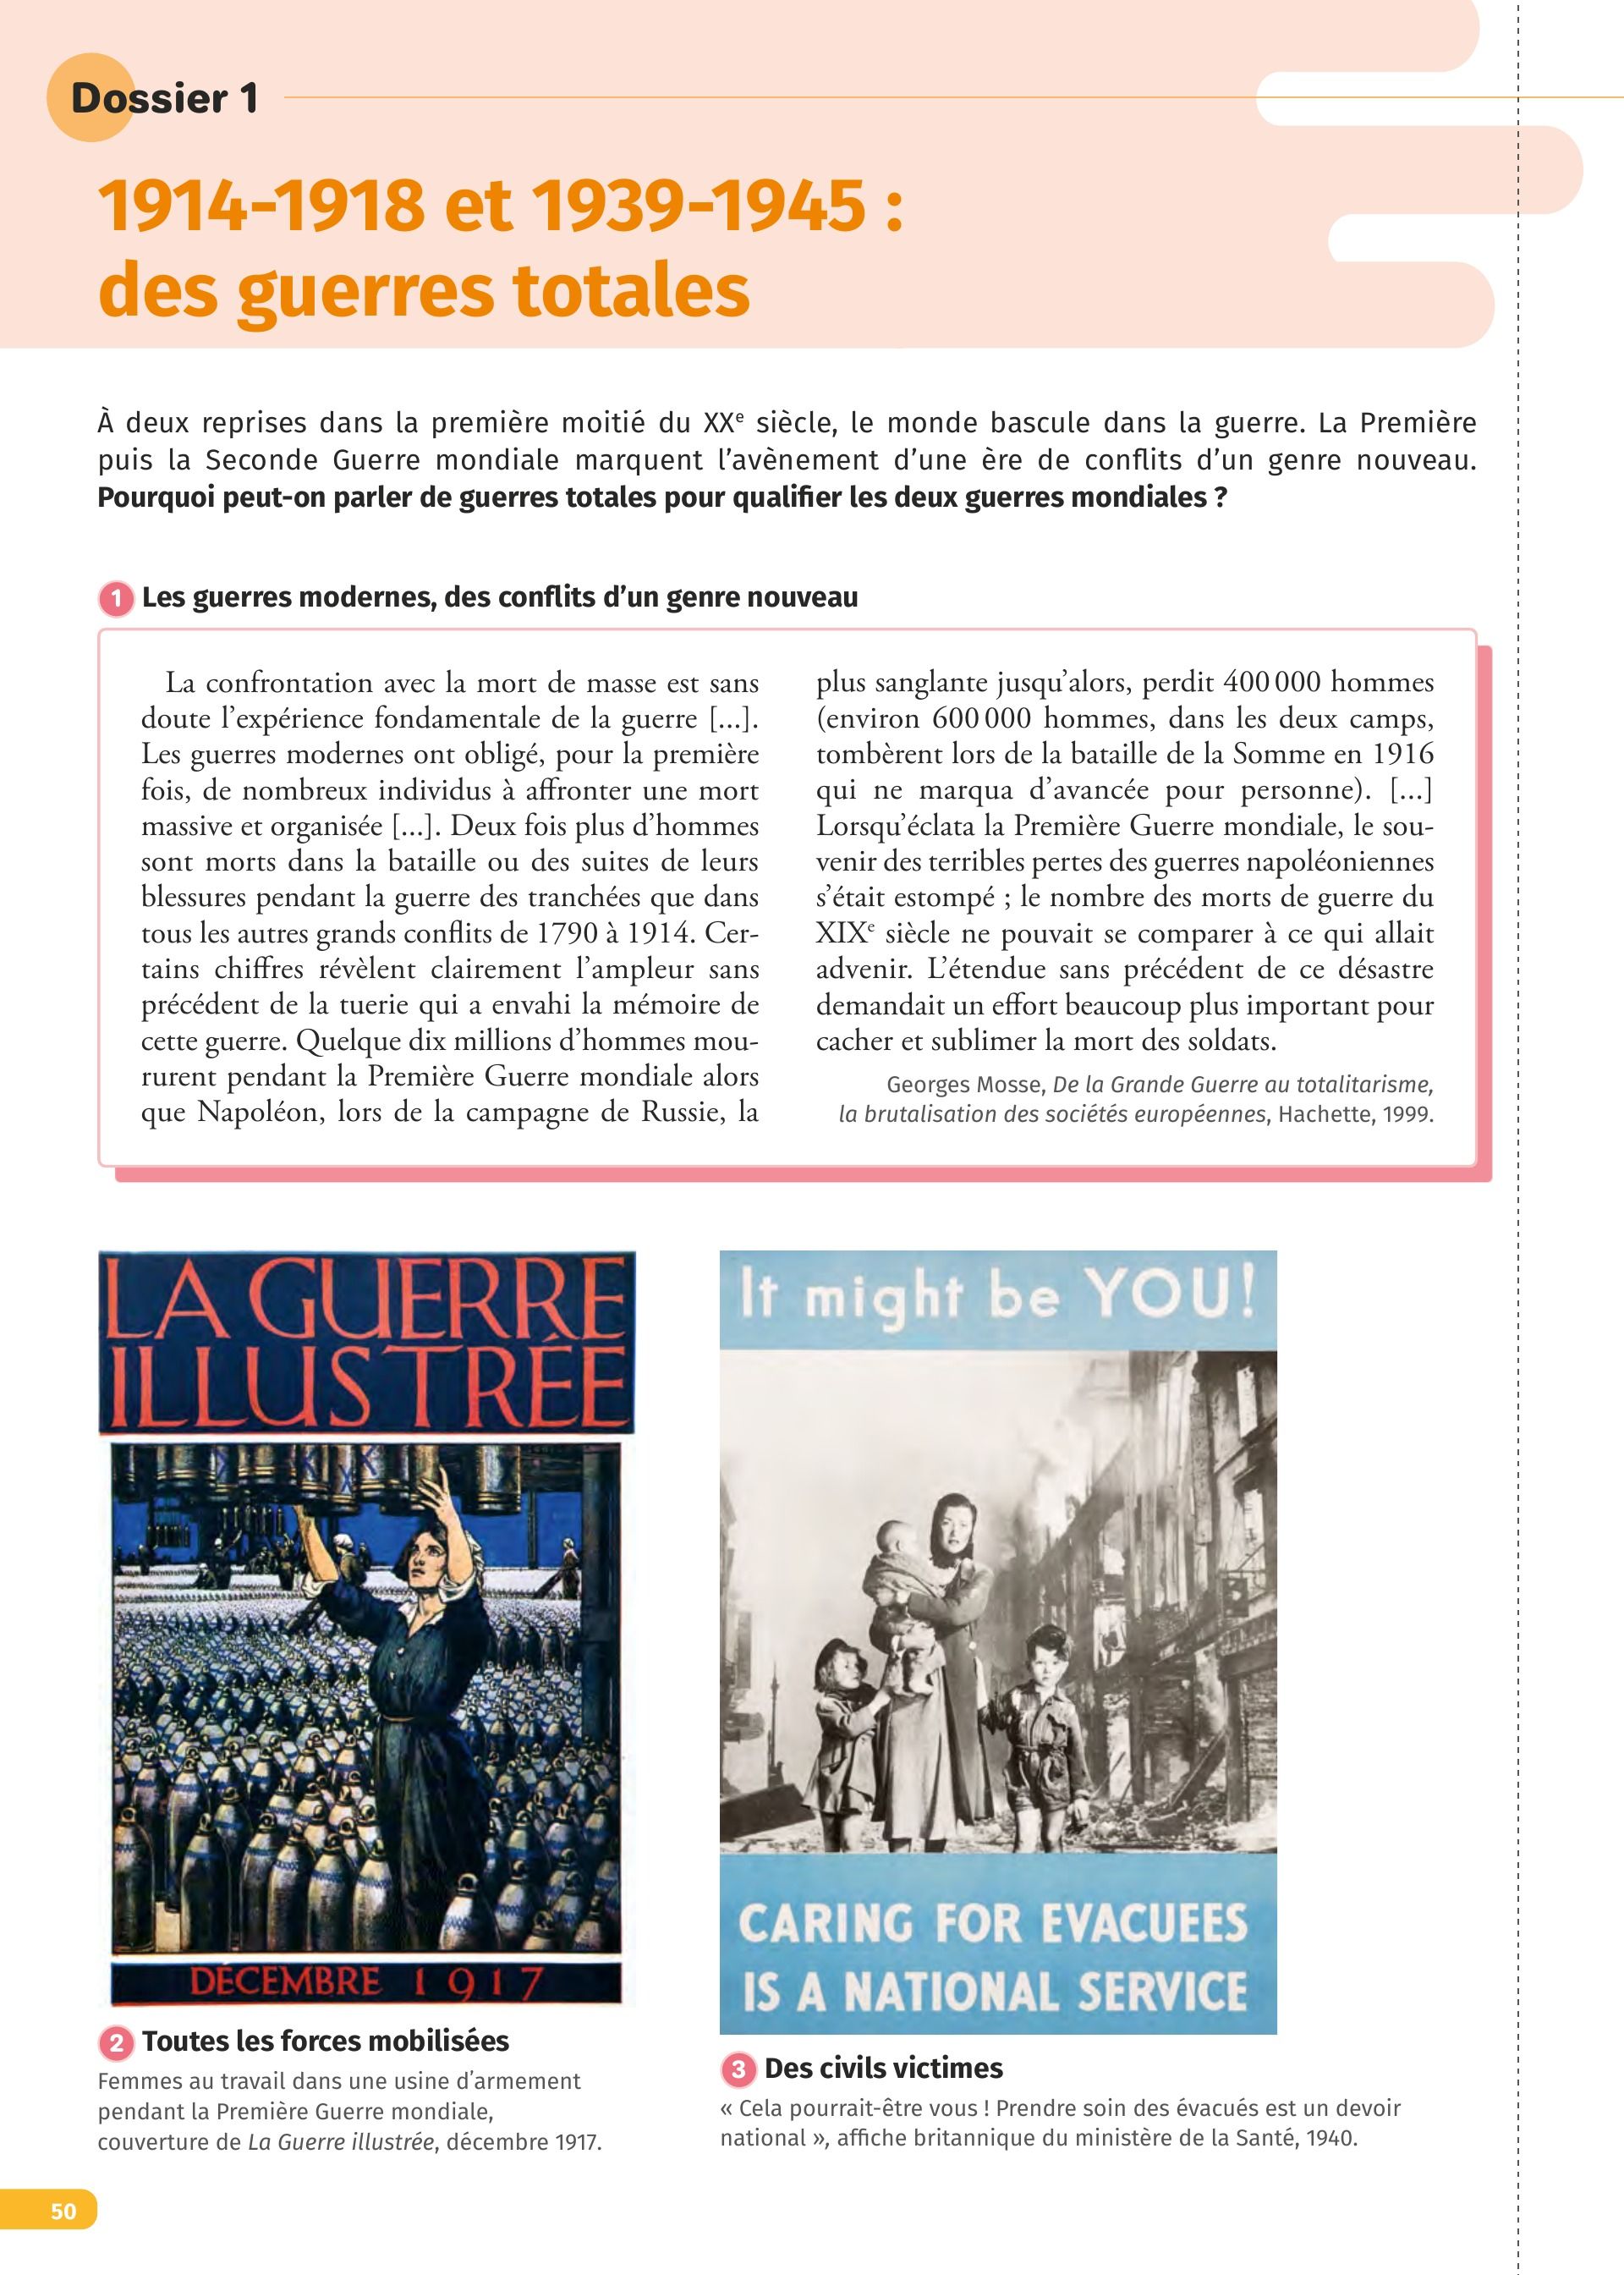 Dossier 1
1914-1918 et 1939-1945 :
des guerres totales
À deux reprises dans la première moitié du XXe siècle, le monde bascule dans la guerre. La Première
puis la Seconde Guerre mondiale marquent l’avènement d’une ère de conflits d’un genre nouveau.
Pourquoi peut-on parler de guerres totales pour qualifier les deux guerres mondiales ?
1 Les guerres modernes, des conflits d’un genre nouveau
La confrontation avec la mort de masse est sans
doute l’expérience fondamentale de la guerre [...].
Les guerres modernes ont obligé, pour la première
fois, de nombreux individus à affronter une mort
massive et organisée [...]. Deux fois plus d’hommes
sont morts dans la bataille ou des suites de leurs
blessures pendant la guerre des tranchées que dans
tous les autres grands conflits de 1790 à 1914. Cer-
tains chiffres révèlent clairement l’ampleur sans
précédent de la tuerie qui a envahi la mémoire de
cette guerre. Quelque dix millions d’hommes mou-
rurent pendant la Première Guerre mondiale alors
que Napoléon, lors de la campagne de Russie, la
plus sanglante jusqu’alors, perdit 400 000 hommes
(environ 600 000 hommes, dans les deux camps,
tombèrent lors de la bataille de la Somme en 1916
qui ne marqua d’avancée pour personne). [...]
Lorsqu’éclata la Première Guerre mondiale, le sou-
venir des terribles pertes des guerres napoléoniennes
s’était estompé ; le nombre des morts de guerre du
XIXe siècle ne pouvait se comparer à ce qui allait
advenir. L’étendue sans précédent de ce désastre
demandait un effort beaucoup plus important pour
cacher et sublimer la mort des soldats.
Georges Mosse, De la Grande Guerre au totalitarisme,
la brutalisation des sociétés européennes, Hachette, 1999.
LA GUERRE
ILLUSTRÉE
DÉCEMBRE 1917
2 Toutes les forces mobilisées
Femmes au travail dans une usine d’armement
pendant la Première Guerre mondiale,
couverture de La Guerre illustrée, décembre 1917.
It might be YOU!
CARING FOR EVACUEES
IS A NATIONAL SERVICE
3 Des civils victimes
« Cela pourrait-être vous ! Prendre soin des évacués est un devoir
national », affiche britannique du ministère de la Santé, 1940.
50